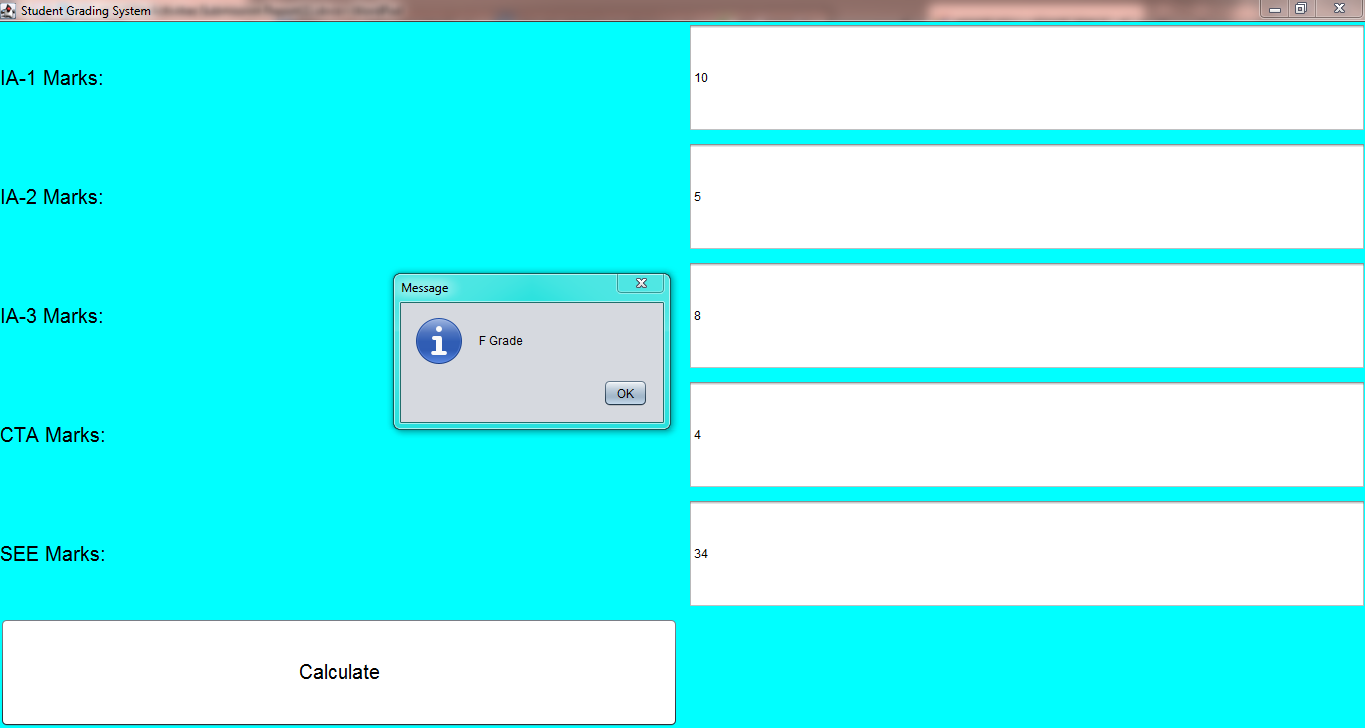 Student Grading System
IA-1 Marks:
10
IA-2 Marks:
5
IA-3 Marks:
8
Message
F Grade
OK
CTA Marks:
4
SEE Marks:
34
Calculate